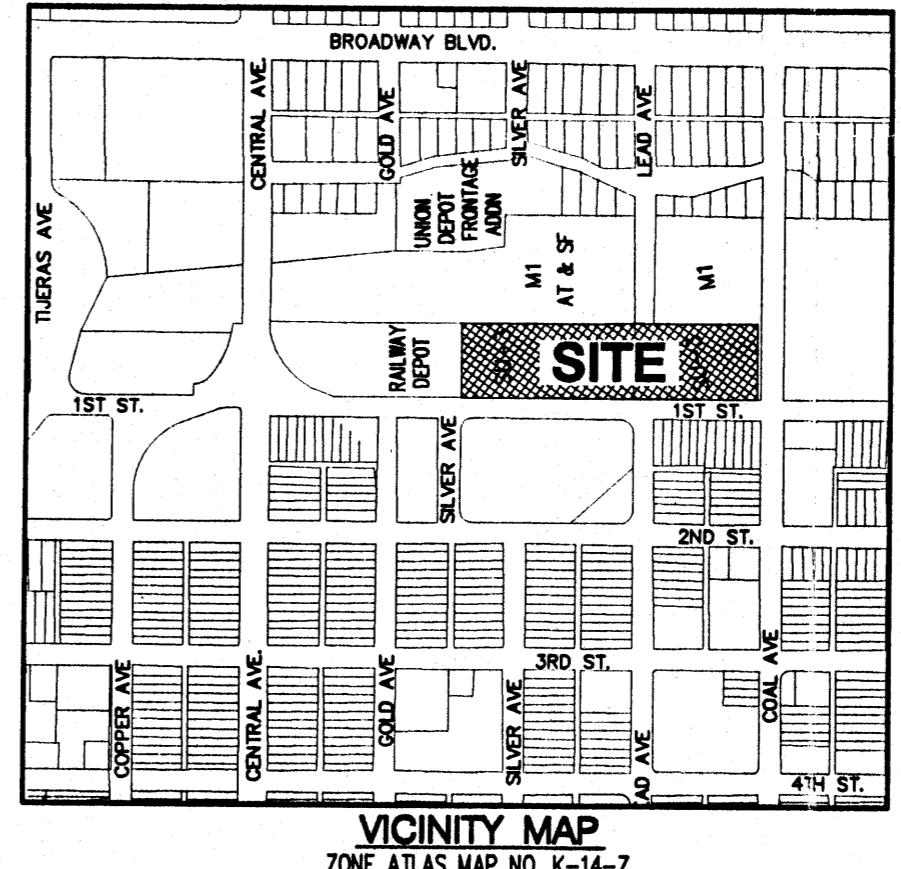 BROADWAY BLVD.
CENTRAL AVE.
GOLD AVE
SILVER AVE
LEAD AVE
TIJERAS AVE
UNION
DEPOT
FRONTAGE
ADDN
M1
AT & SF
M1
RAILWAY
DEPOT
SITE
1ST ST.
1ST ST.
SILVER AVE
2ND ST.
3RD ST.
COPPER AVE
CENTRAL AVE.
GOLD AVE
SILVER AVE
AD AVE
COAL AVE
4TH ST.
VICINITY MAP
ZONE ATLAS MAP NO. K-14-Z